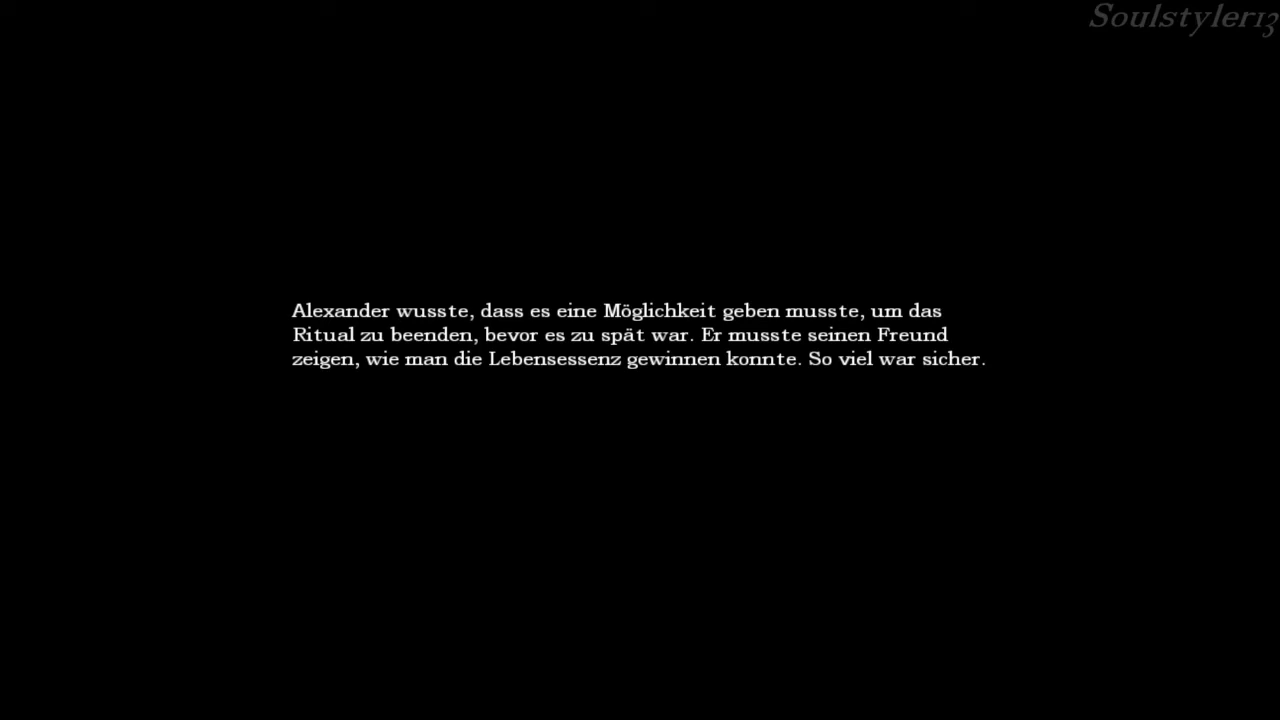 Soulstyler13
Alexander wusste, dass es eine Möglichkeit geben musste, um das
Ritual zu beenden, bevor es zu spät war. Er musste seinen Freund
zeigen, wie man die Lebensessenz gewinnen konnte. So viel war sicher.